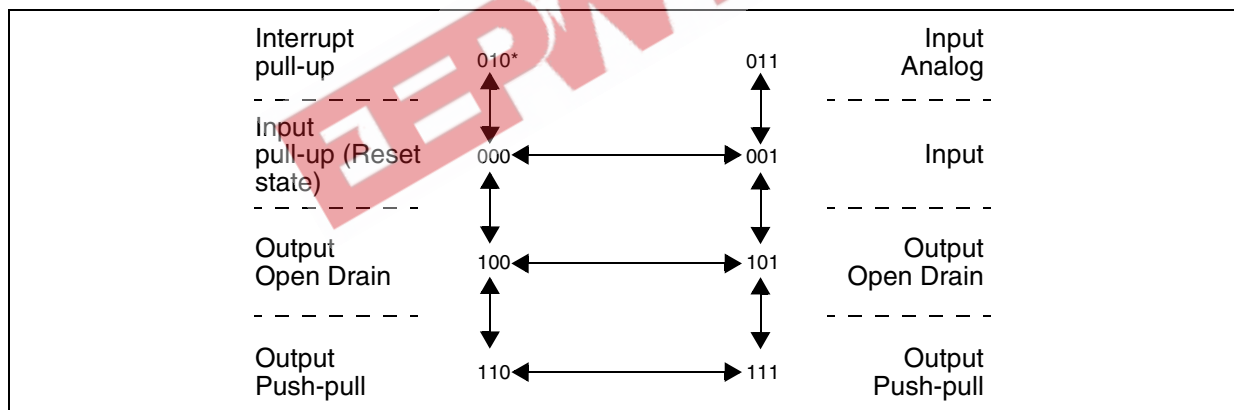 Interrupt
pull-up
010*
011
Input
Analog
Input
pull-up (Reset
state)
000
001
Input
Output
Open Drain
100
101
Output
Open Drain
Output
Push-pull
110
111
Output
Push-pull